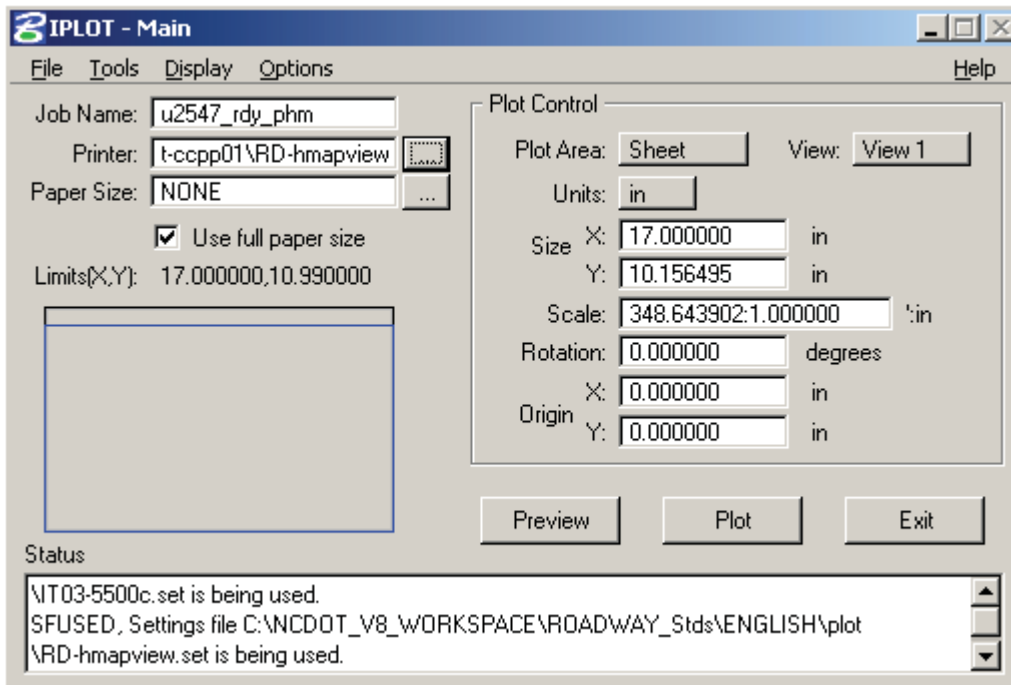 IPLOT - Main
File Tools Display Options Help
Job Name: u2547_rdy_phm
Printer: t-ccpp01\RD-hmapview ...
Paper Size: NONE ...
Use full paper size
Limits(X,Y): 17.000000,10.990000
Plot Control
Plot Area: Sheet View: View 1
Units: in
Size X: 17.000000 in
Y: 10.156495 in
Scale: 348.643902:1.000000 ':in
Rotation: 0.000000 degrees
Origin X: 0.000000 in
Y: 0.000000 in
Preview Plot Exit
Status
\IT03-5500c.set is being used.
SFUSED, Settings file C:\NCDOT_V8_WORKSPACE\ROADWAY_Stds\ENGLISH\plot
\RD-hmapview.set is being used.